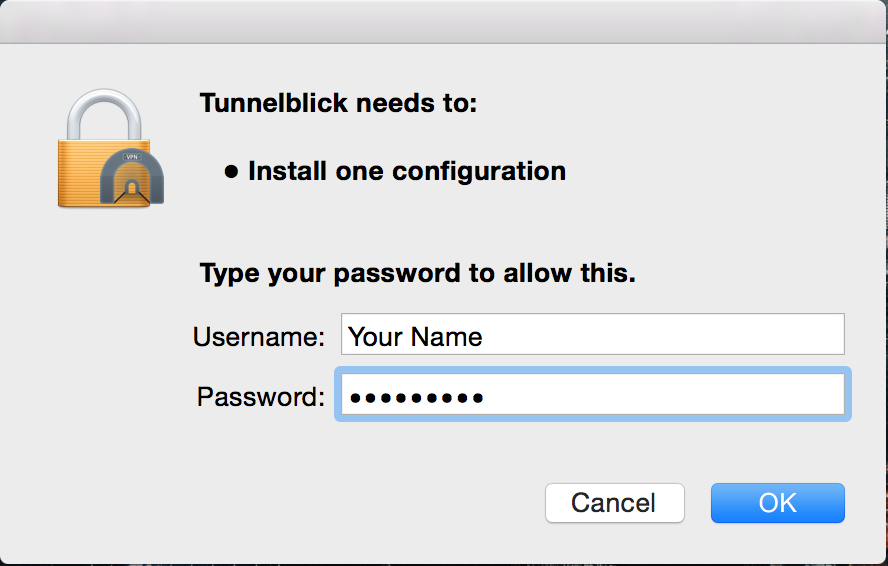 Tunnelblick needs to:
VPN
● Install one configuration
Type your password to allow this.
Username: Your Name
Password: ●●●●●●●●●
Cancel OK